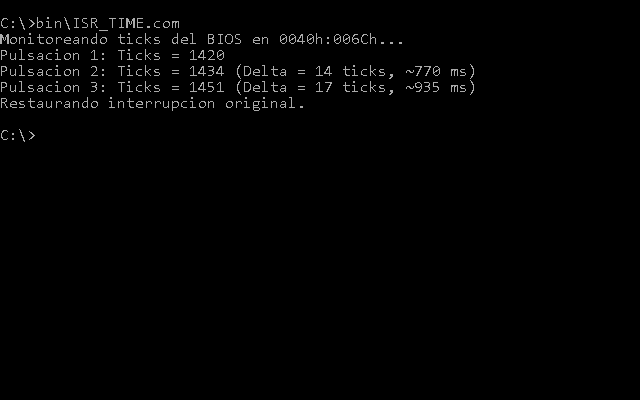 C:\>bin\ISR_TIME.com
Monitoreando ticks del BIOS en 0040h:006Ch...
Pulsacion 1: Ticks = 1420
Pulsacion 2: Ticks = 1434 (Delta = 14 ticks, ~770 ms)
Pulsacion 3: Ticks = 1451 (Delta = 17 ticks, ~935 ms)
Restaurando interrupcion original.
C:\>